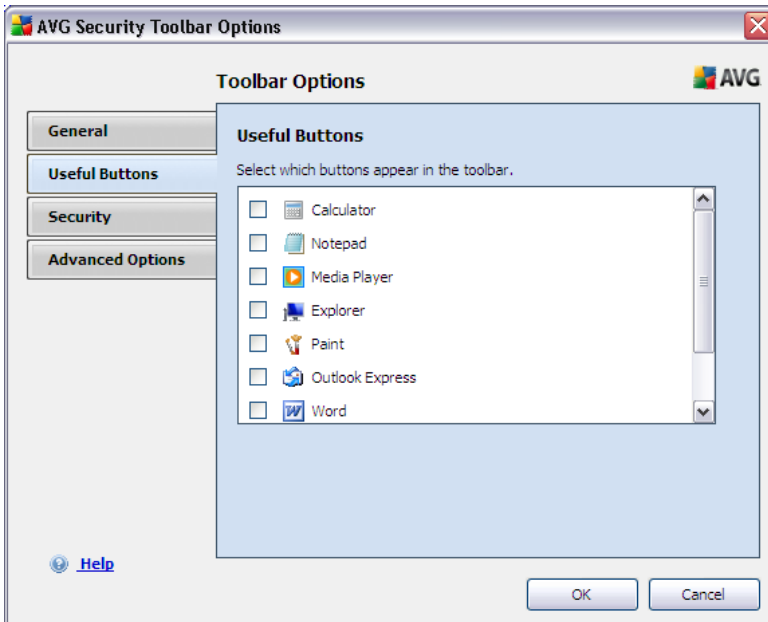 AVG Security Toolbar Options
Toolbar Options
AVG
General
Useful Buttons
Security
Advanced Options
Useful Buttons
Select which buttons appear in the toolbar.
Calculator
Notepad
Media Player
Explorer
Paint
Outlook Express
Word
Help
OK
Cancel